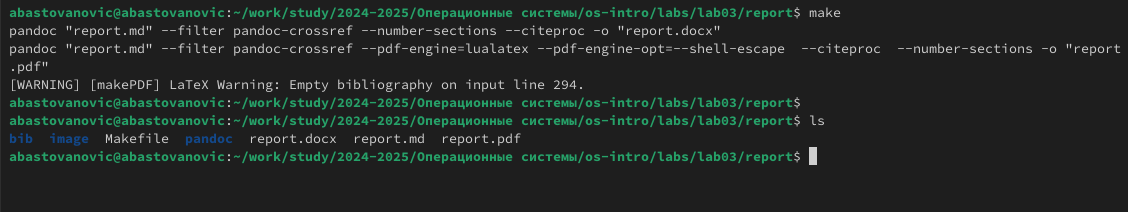 abastovanovic@abastovanovic:~/work/study/2024-2025/Операционные системы/os-intro/labs/lab03/report$ make
pandoc "report.md" --filter pandoc-crossref --number-sections --citeproc -o "report.docx"
pandoc "report.md" --filter pandoc-crossref --pdf-engine=lualatex --pdf-engine-opt=--shell-escape  --citeproc  --number-sections -o "report
.pdf"
[WARNING] [makePDF] LaTeX Warning: Empty bibliography on input line 294.
abastovanovic@abastovanovic:~/work/study/2024-2025/Операционные системы/os-intro/labs/lab03/report$
abastovanovic@abastovanovic:~/work/study/2024-2025/Операционные системы/os-intro/labs/lab03/report$ ls
bib  image  Makefile  pandoc  report.docx  report.md  report.pdf
abastovanovic@abastovanovic:~/work/study/2024-2025/Операционные системы/os-intro/labs/lab03/report$